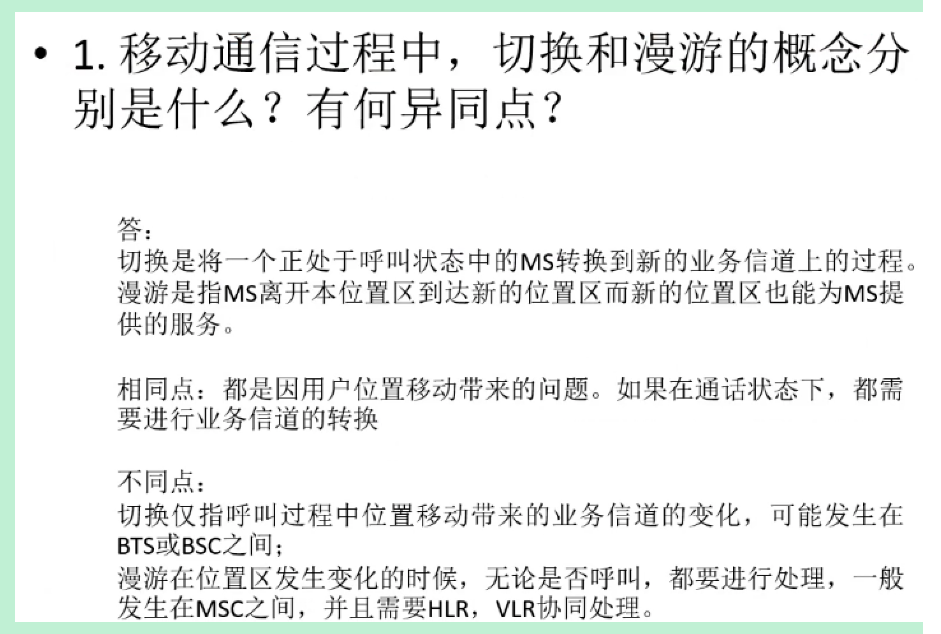 • 1. 移动通信过程中，切换和漫游的概念分
别是什么？有何异同点？
答：
切换是将一个正处于呼叫状态中的MS转换到新的业务信道上的过程。
漫游是指MS离开本位置区到达新的位置区而新的位置区也能为MS提
供的服务。
相同点：都是因用户位置移动带来的问题。如果在通话状态下，都需
要进行业务信道的转换
不同点：
切换仅指呼叫过程中位置移动带来的业务信道的变化，可能发生在
BTS或BSC之间；
漫游在位置区发生变化的时候，无论是否呼叫，都要进行处理，一般
发生在MSC之间，并且需要HLR，VLR协同处理。